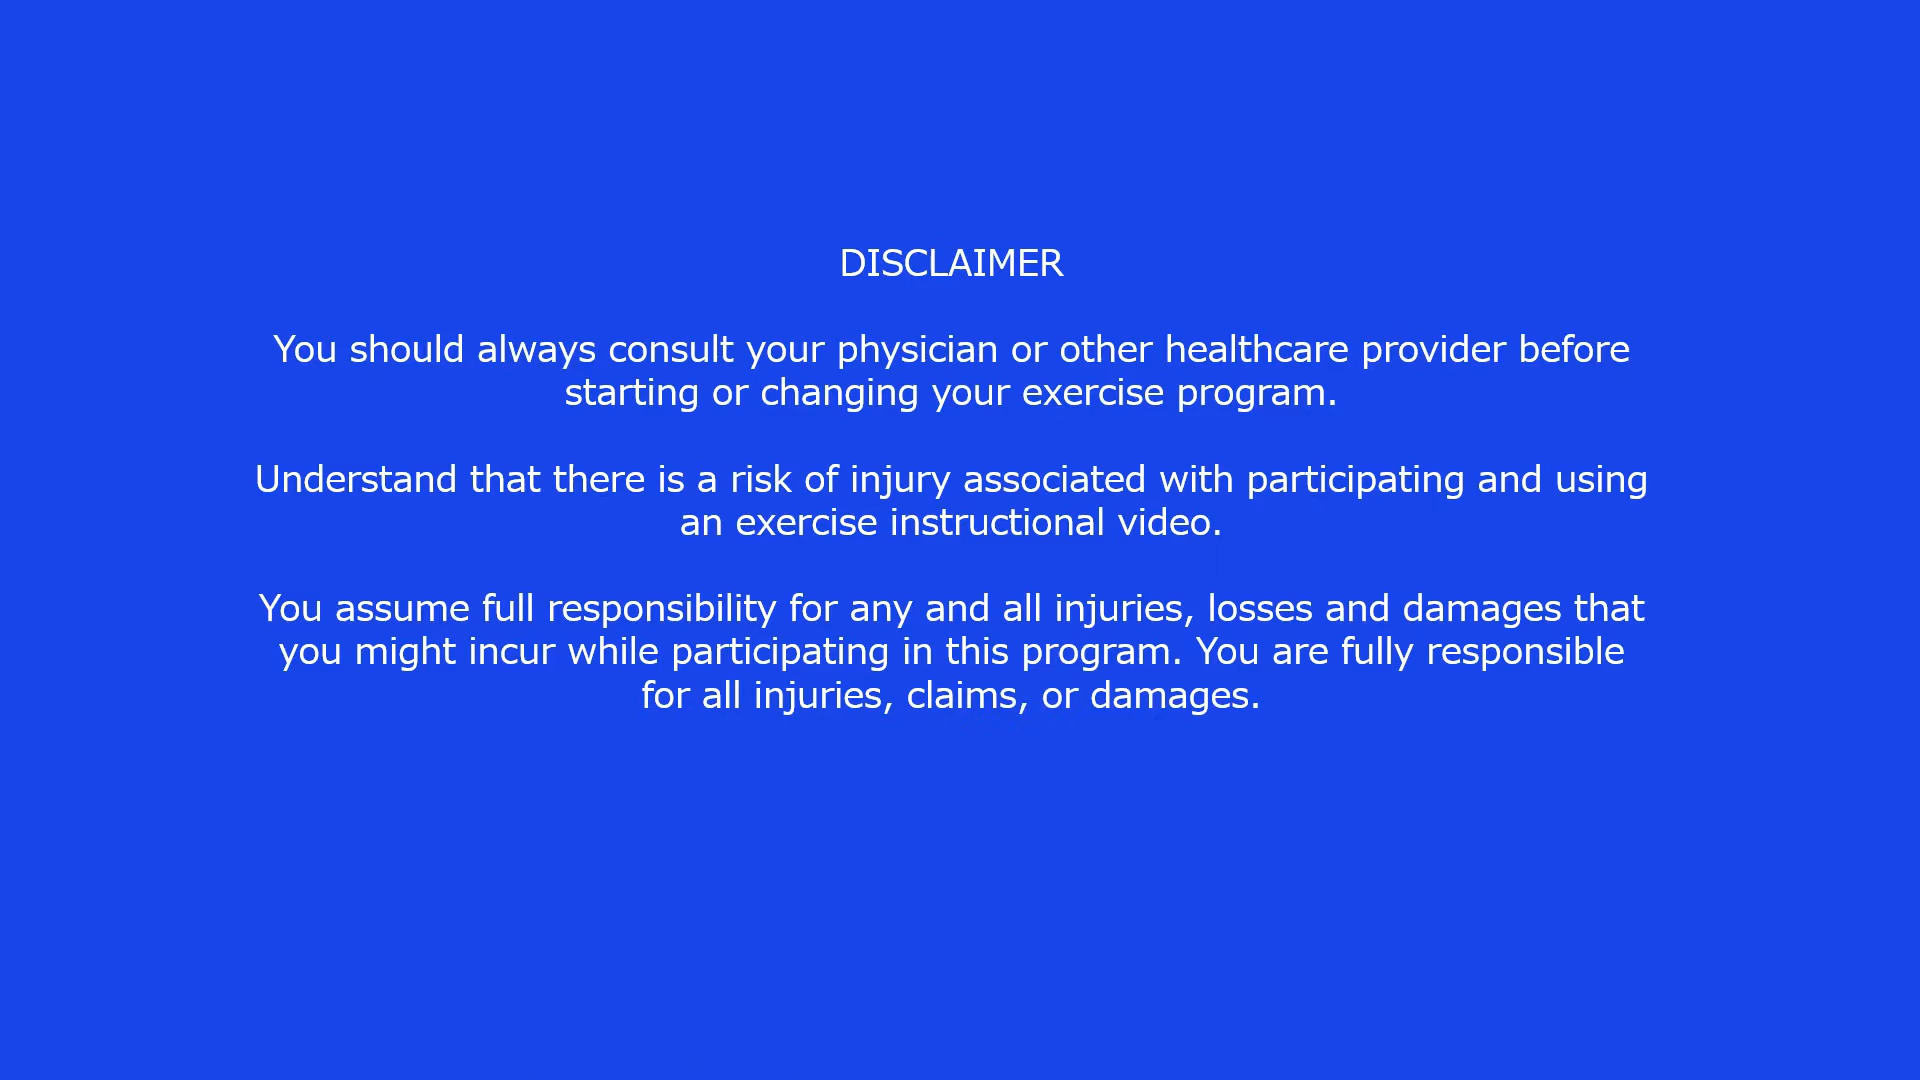 DISCLAIMER
You should always consult your physician or other healthcare provider before
starting or changing your exercise program.
Understand that there is a risk of injury associated with participating and using
an exercise instructional video.
You assume full responsibility for any and all injuries, losses and damages that
you might incur while participating in this program. You are fully responsible
for all injuries, claims, or damages.